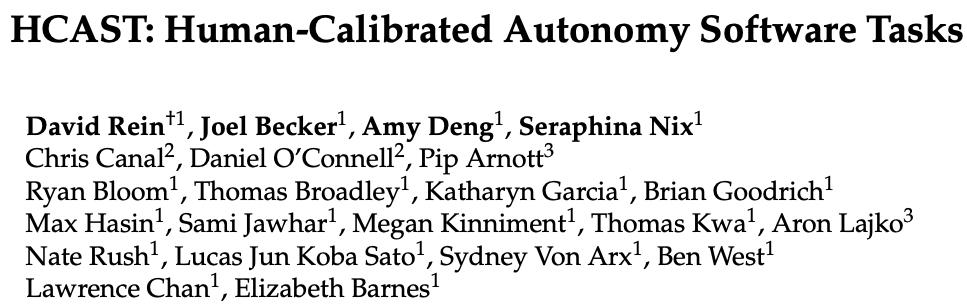 HCAST: Human-Calibrated Autonomy Software Tasks
David Rein†1, Joel Becker1, Amy Deng1, Seraphina Nix1
Chris Canal2, Daniel O’Connell2, Pip Arnott3
Ryan Bloom1, Thomas Broadley1, Katharyn Garcia1, Brian Goodrich1
Max Hasin1, Sami Jawhar1, Megan Kinniment1, Thomas Kwa1, Aron Lajko3
Nate Rush1, Lucas Jun Koba Sato1, Sydney Von Arx1, Ben West1
Lawrence Chan1, Elizabeth Barnes1